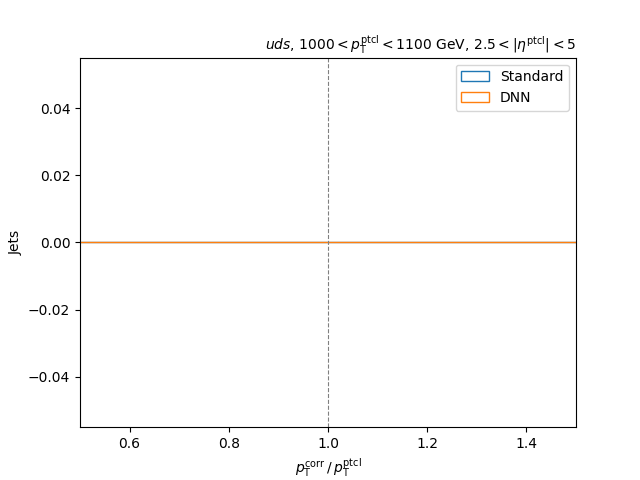 uds, 1000 < p_T^ptcl < 1100 GeV, 2.5 < |η^ptcl| < 5
Standard
DNN
0.04
0.02
0.00
−0.02
−0.04
Jets
0.6 0.8 1.0 1.2 1.4
p_T^corr / p_T^ptcl